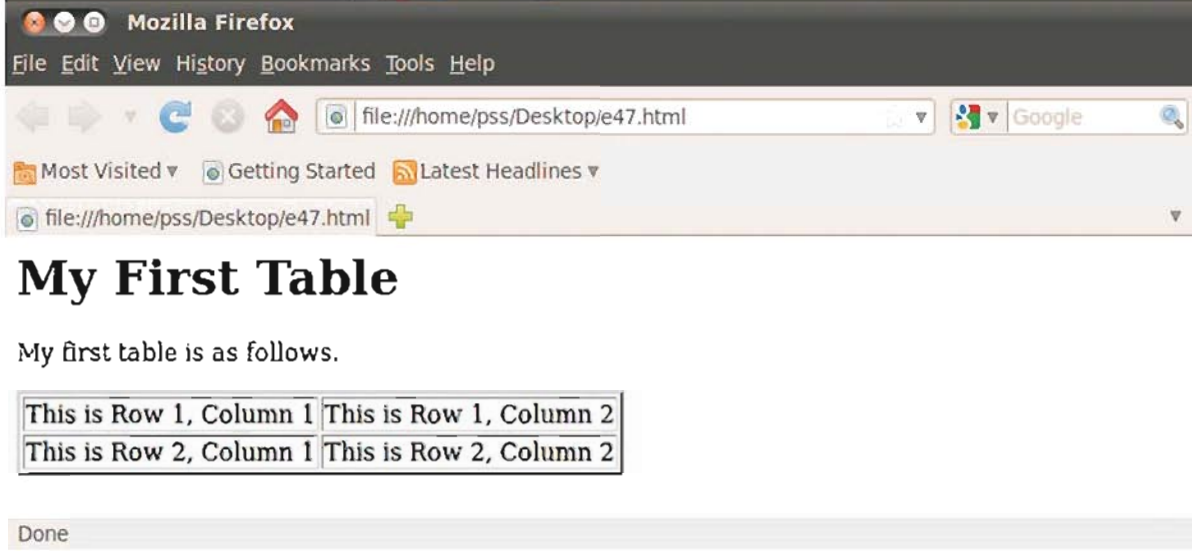 Mozilla Firefox
File Edit View History Bookmarks Tools Help
file:///home/pss/Desktop/e47.html Google
Most Visited Getting Started Latest Headlines
file:///home/pss/Desktop/e47.html
My First Table
My first table is as follows.
This is Row 1, Column 1 This is Row 1, Column 2
This is Row 2, Column 1 This is Row 2, Column 2
Done